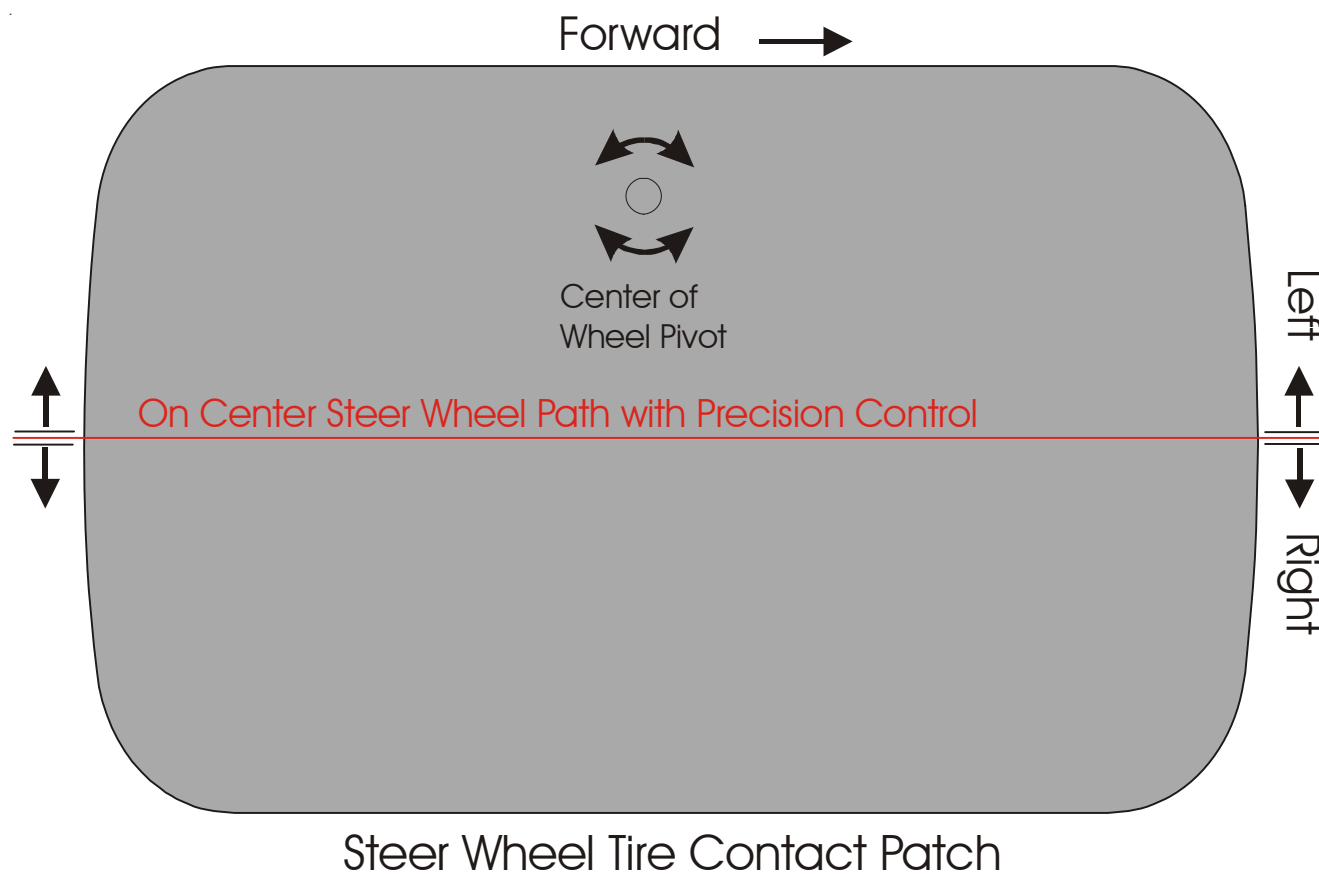 Forward
Center of
Wheel Pivot
Left
On Center Steer Wheel Path with Precision Control
Right
Steer Wheel Tire Contact Patch